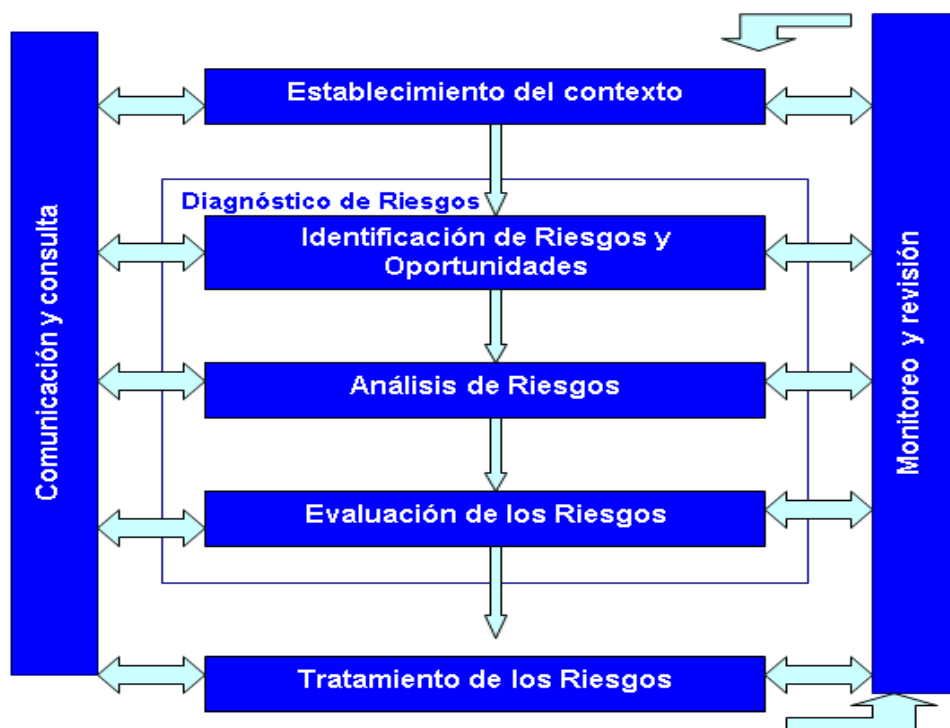 Establecimiento del contexto
Diagnóstico de Riesgos
Identificación de Riesgos y
Oportunidades
Análisis de Riesgos
Evaluación de los Riesgos
Tratamiento de los Riesgos
Comunicación y consulta
Monitoreo y revisión